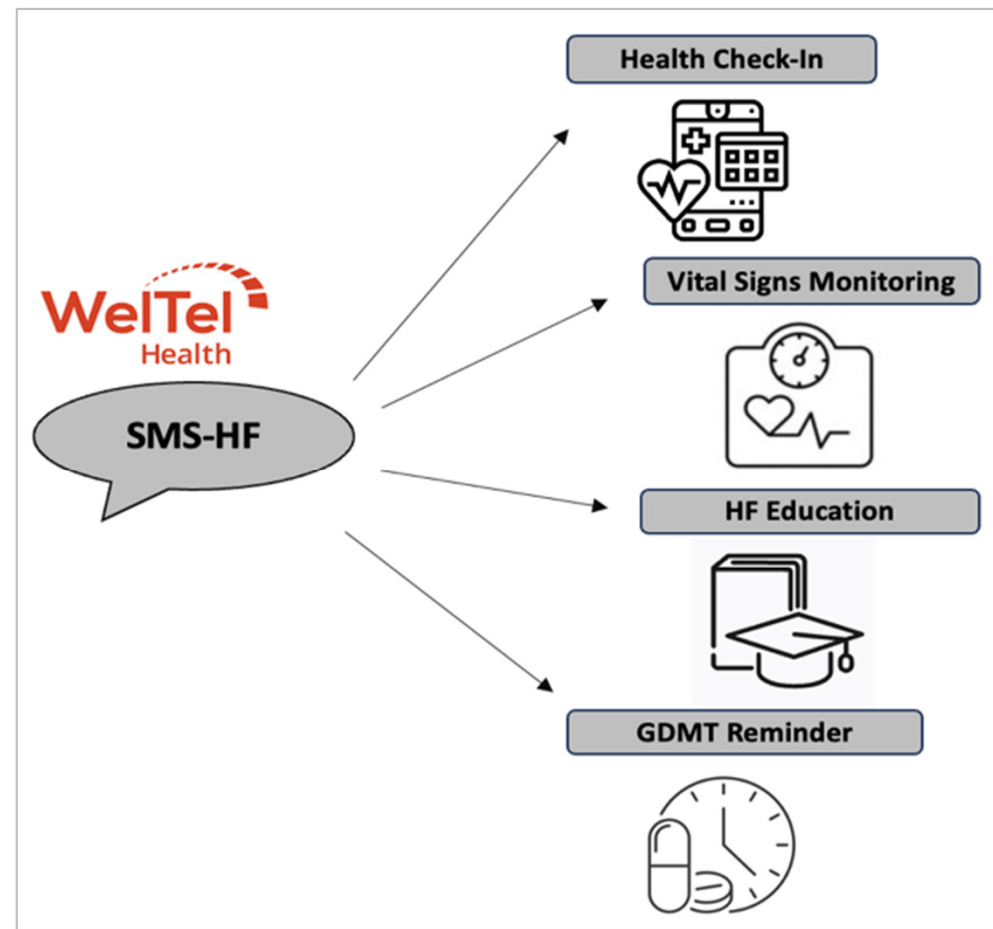 Health Check-In
Vital Signs Monitoring
WelTel
Health
SMS-HF
HF Education
GDMT Reminder